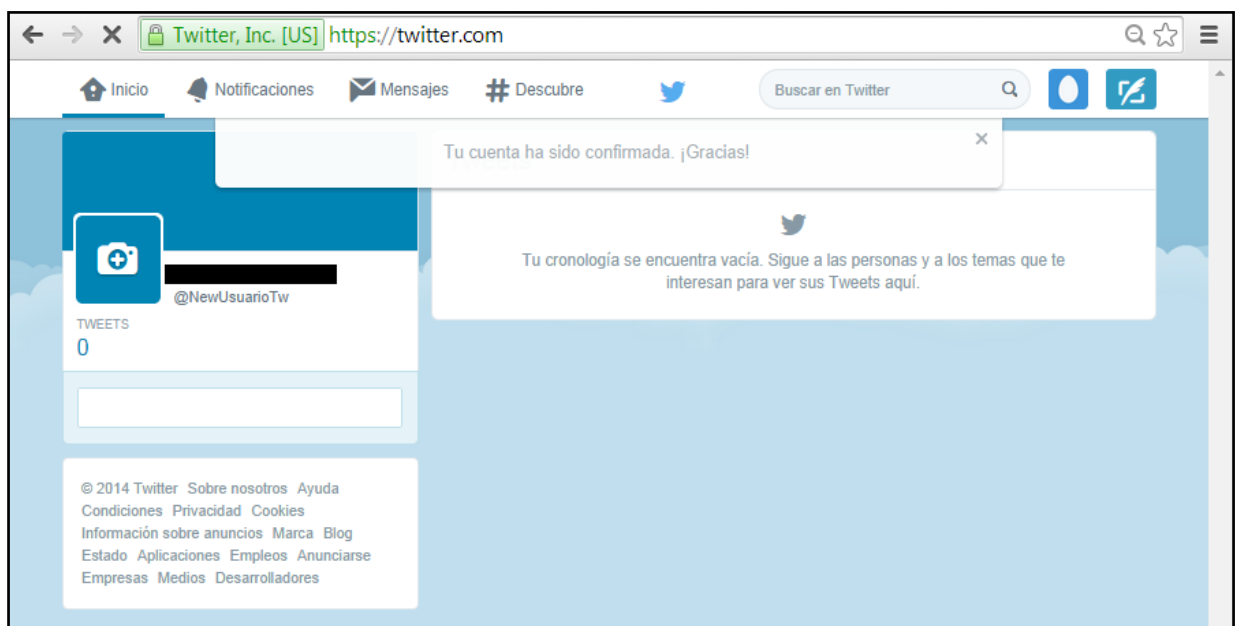 Twitter, Inc. [US] https://twitter.com
Inicio Notificaciones Mensajes # Descubre Buscar en Twitter
Tu cuenta ha sido confirmada. ¡Gracias!
Tu cronología se encuentra vacía. Sigue a las personas y a los temas que te
interesan para ver sus Tweets aquí.
@NewUsuarioTw
TWEETS
0
© 2014 Twitter Sobre nosotros Ayuda
Condiciones Privacidad Cookies
Información sobre anuncios Marca Blog
Estado Aplicaciones Empleos Anunciarse
Empresas Medios Desarrolladores